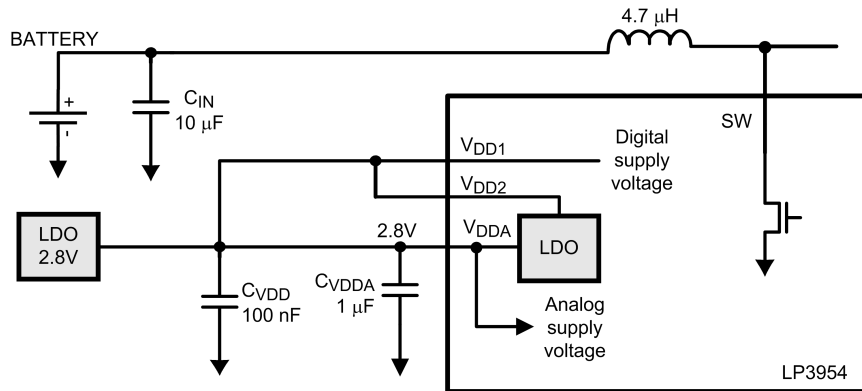 4.7 μH
BATTERY
+
-
C_IN
10 μF
SW
V_DD1
Digital
supply
voltage
V_DD2
LDO
2.8V
2.8V
V_DDA
LDO
C_VDD
100 nF
C_VDDA
1 μF
Analog
supply
voltage
LP3954